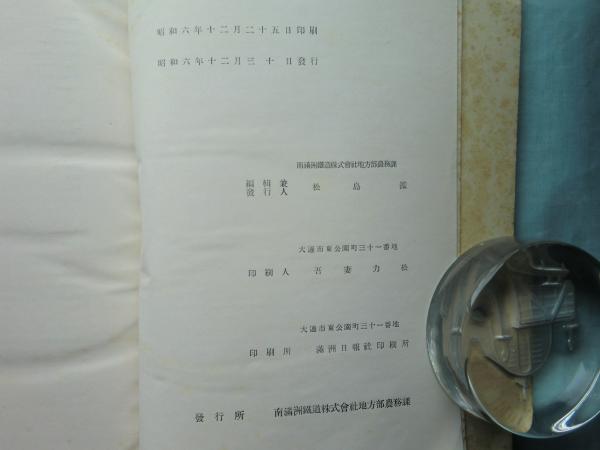 昭和六年十二月二十五日印刷
昭和六年十二月三十日發行
南滿洲鐵道株式會社地方部農務課
編輯兼發行人 松島鑑
大連市東公園町三十一番地
印刷人 吾妻力松
大連市東公園町三十一番地
印刷所 滿洲日報社印刷所
發行所 南滿洲鐵道株式會社地方部農務課